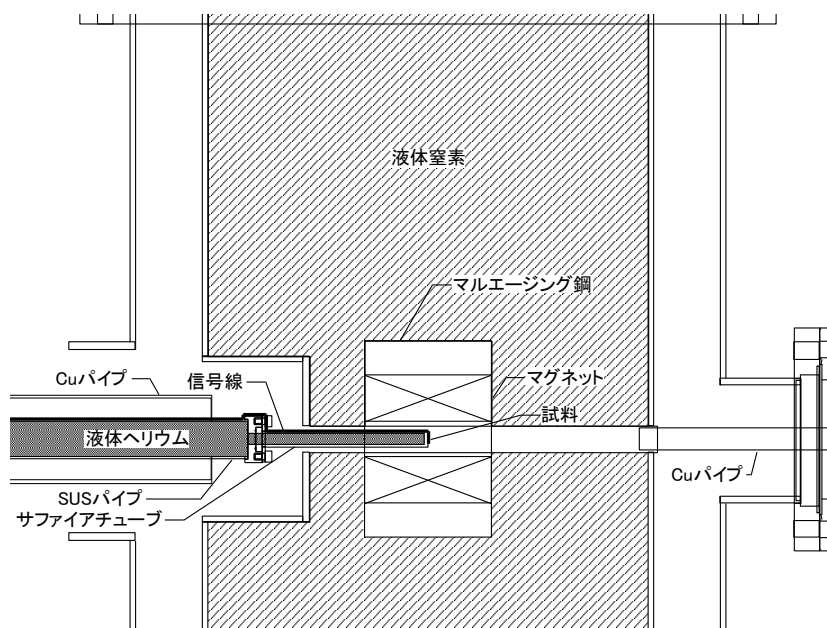 液体窒素
マルエージング鋼
Cuパイプ
信号線
マグネット
試料
液体ヘリウム
Cuパイプ
SUSパイプ
サファイアチューブ